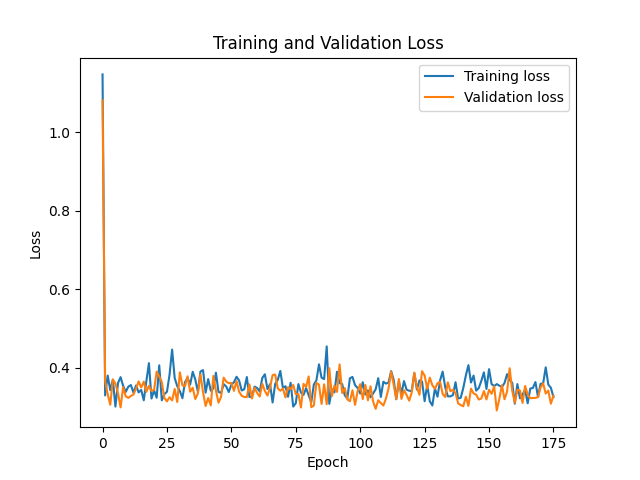 Training and Validation Loss
Training loss
Validation loss
1.0
0.8
0.6
0.4
Loss
0 25 50 75 100 125 150 175
Epoch